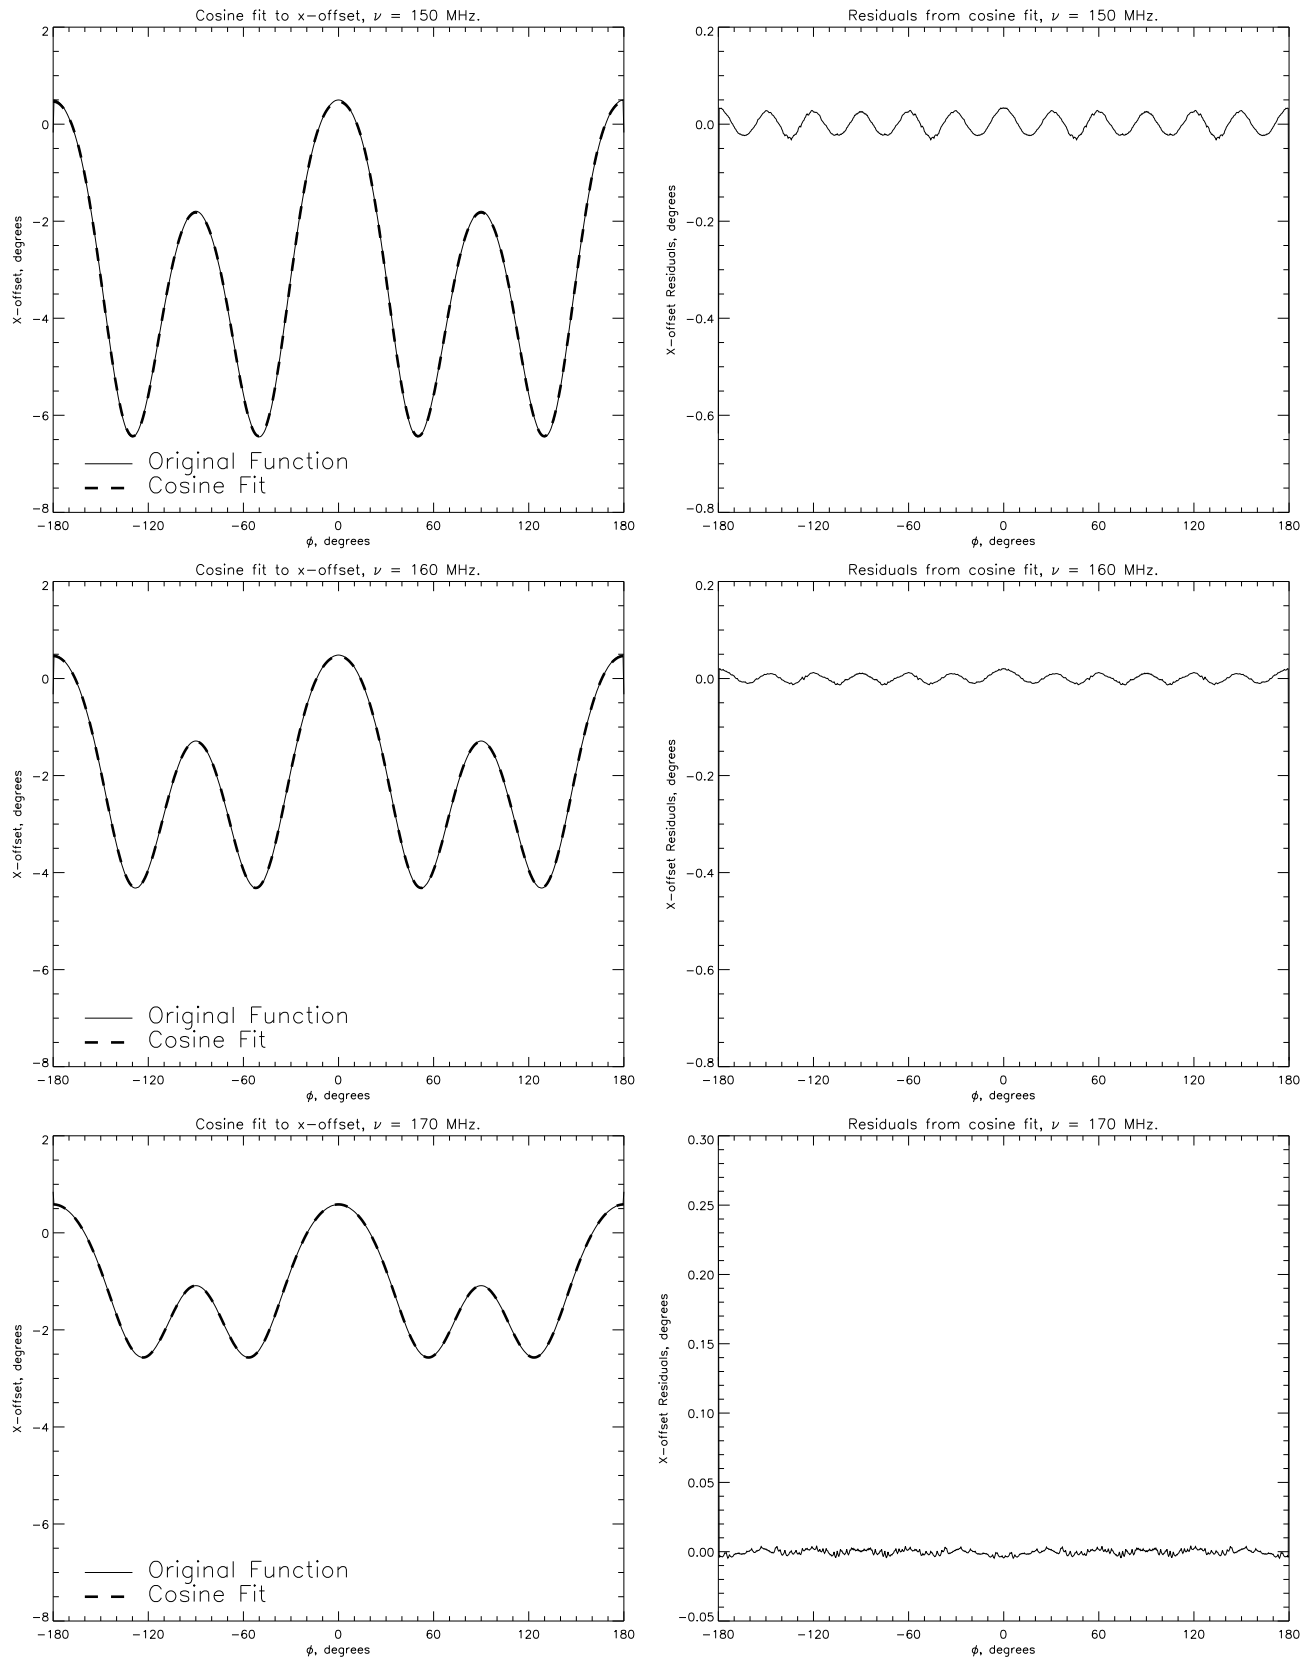 Cosine fit to x-offset, ν = 150 MHz.
2
0
-2
-4
-6
-8
X-offset, degrees
Original Function
Cosine Fit
-180 -120 -60 0 60 120 180
φ, degrees
Residuals from cosine fit, ν = 150 MHz.
0.2
0.0
-0.2
-0.4
-0.6
-0.8
X-offset Residuals, degrees
-180 -120 -60 0 60 120 180
φ, degrees
Cosine fit to x-offset, ν = 160 MHz.
2
0
-2
-4
-6
-8
X-offset, degrees
Original Function
Cosine Fit
-180 -120 -60 0 60 120 180
φ, degrees
Residuals from cosine fit, ν = 160 MHz.
0.2
0.0
-0.2
-0.4
-0.6
-0.8
X-offset Residuals, degrees
-180 -120 -60 0 60 120 180
φ, degrees
Cosine fit to x-offset, ν = 170 MHz.
2
0
-2
-4
-6
-8
X-offset, degrees
Original Function
Cosine Fit
-180 -120 -60 0 60 120 180
φ, degrees
Residuals from cosine fit, ν = 170 MHz.
0.30
0.25
0.20
0.15
0.10
0.05
0.00
-0.05
X-offset Residuals, degrees
-180 -120 -60 0 60 120 180
φ, degrees